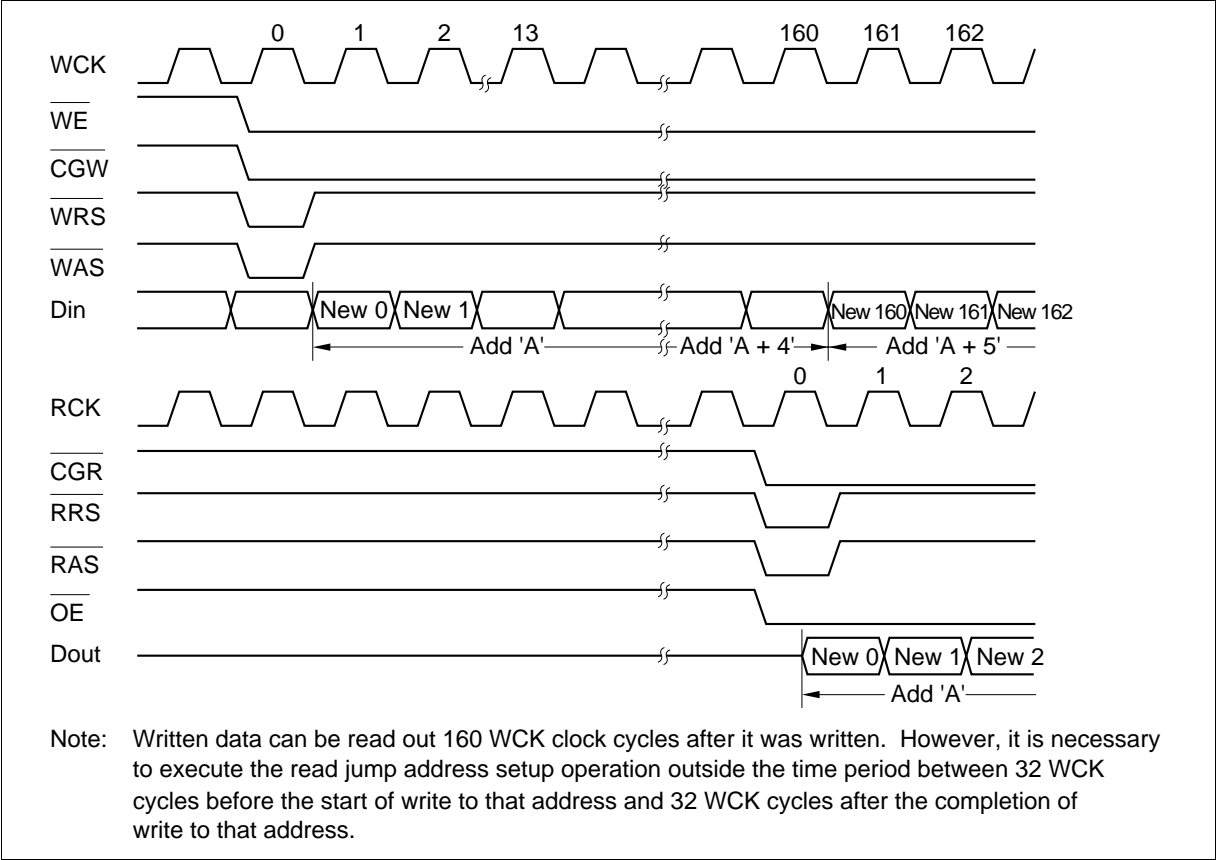 0 1 2 13 160 161 162
WCK
WE
CGW
WRS
WAS
Din New 0 New 1 New 160 New 161 New 162
Add 'A' Add 'A + 4' Add 'A + 5'
0 1 2
RCK
CGR
RRS
RAS
OE
Dout New 0 New 1 New 2
Add 'A'
Note: Written data can be read out 160 WCK clock cycles after it was written. However, it is necessary
to execute the read jump address setup operation outside the time period between 32 WCK
cycles before the start of write to that address and 32 WCK cycles after the completion of
write to that address.